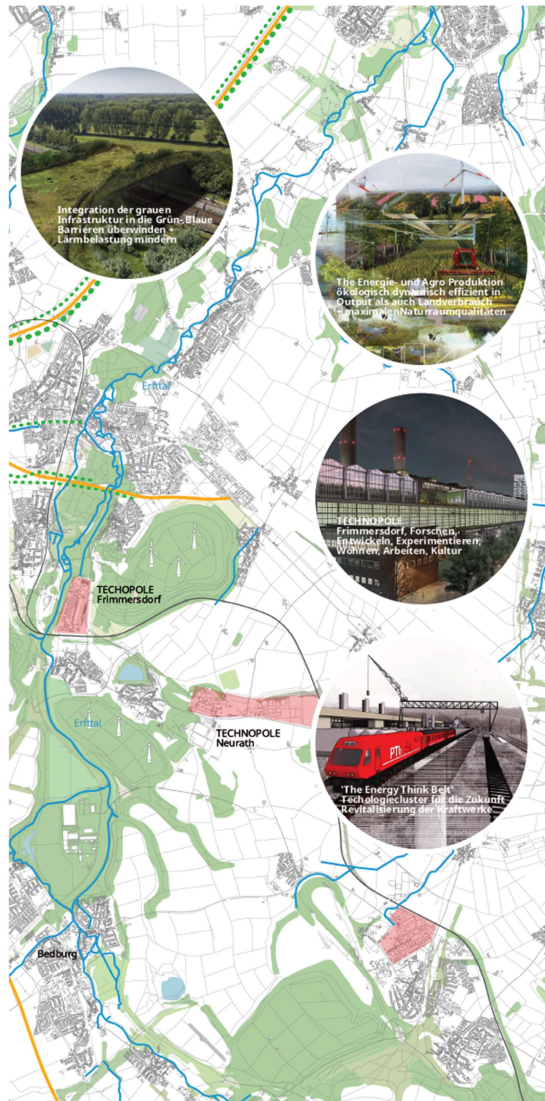 Integration der grauen
Infrastruktur in die Grün-,Blaue
Barrieren überwinden +
Lärmbelastung mindern
The Energie- und Agro Produktion
ökologisch dynamisch effizient in
Output als auch Landverbrauch
+ maximalenNaturraumqualitäten
Erfttal
TECHNOPOLE
Frimmersdorf, Forschen,
Entwickeln, Experimentieren,
Wohnen, Arbeiten, Kultur
TECHOPOLE
Frimmersdorf
Erfttal
TECHNOPOLE
Neurath
PTb
'The Energy Think Belt'
Techologiecluster für die Zukunft
Revitalisierung der Kraftwerke
Bedburg